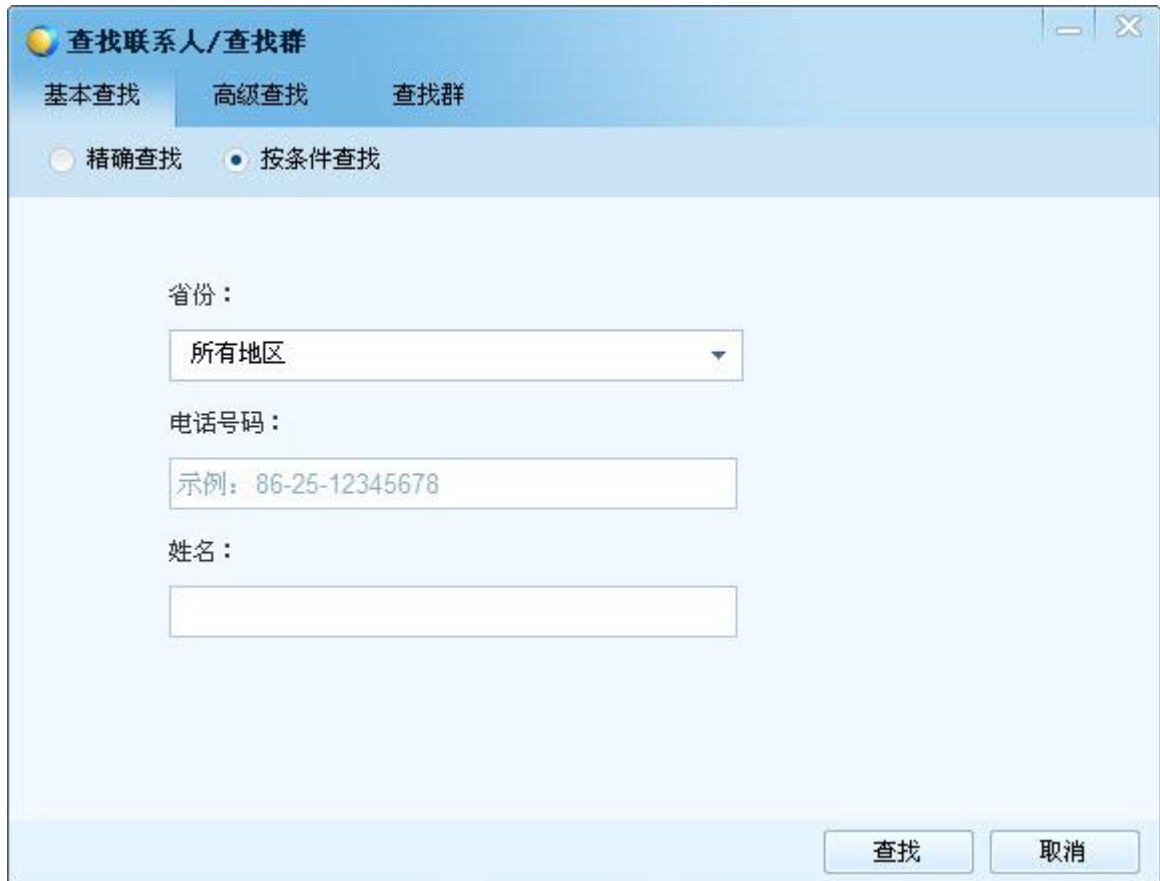 查找联系人/查找群
基本查找 高级查找 查找群
精确查找 按条件查找
省份：
所有地区
电话号码：
示例：86-25-12345678
姓名：
查找 取消